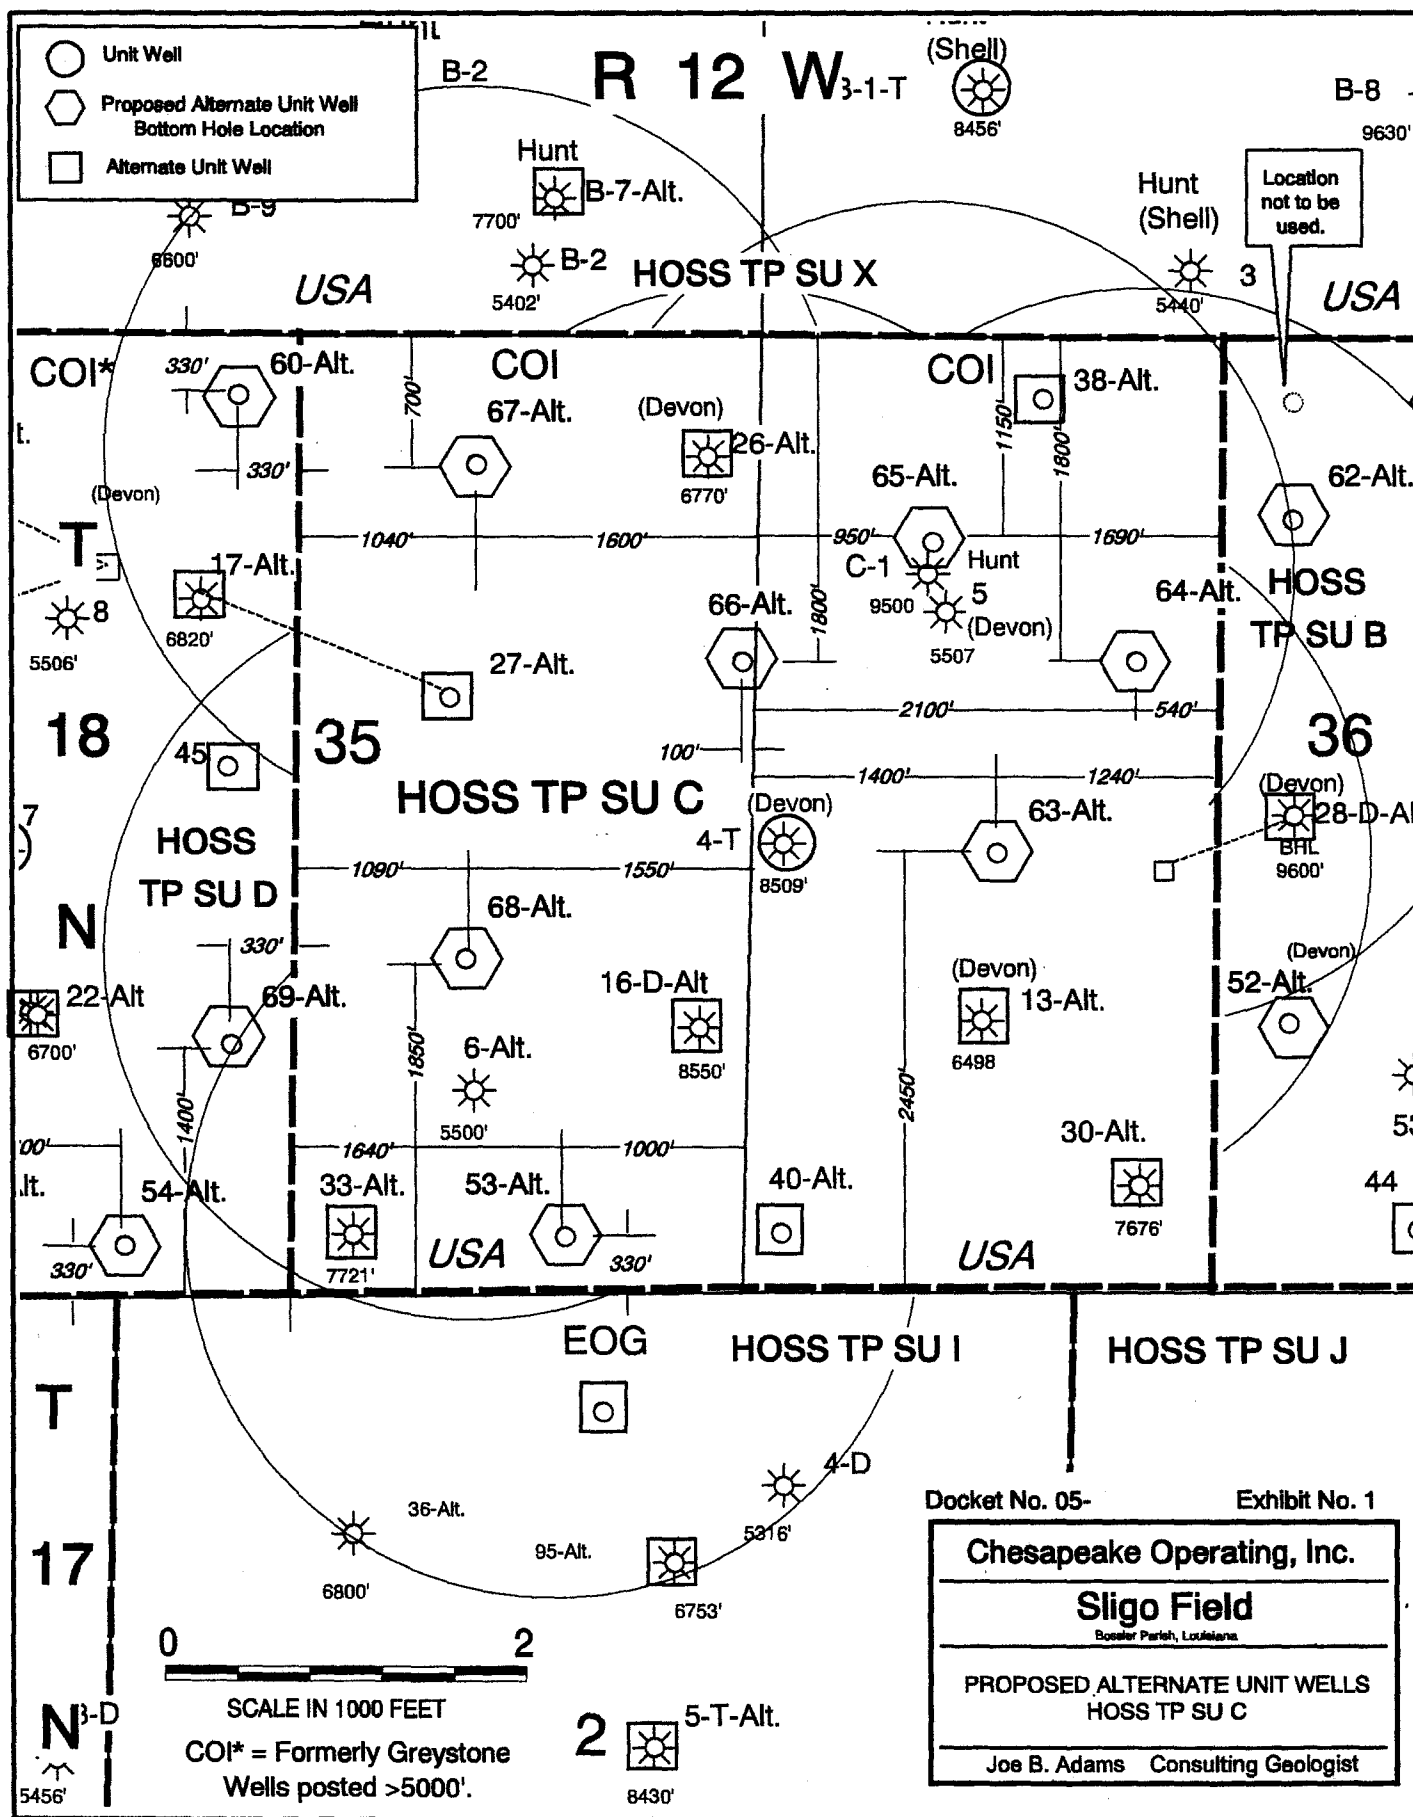 Unit Well
Proposed Alternate Unit Well
Bottom Hole Location
Alternate Unit Well
B-2
R 12 W
B-1-T
(Shell)
8456'
B-8
9630'
Hunt
B-7-Alt.
7700'
B-2
5402'
B-9
6600'
USA
HOSS TP SU X
Hunt
(Shell)
3
5440'
Location
not to be
used.
USA
COI*
330'
60-Alt.
330'
700'
COI
67-Alt.
(Devon)
26-Alt.
6770'
COI
38-Alt.
1150'
1800'
65-Alt.
62-Alt.
t.
(Devon)
T
1040'
1600'
950'
1690'
17-Alt.
6820'
8
5506'
C-1
9500
Hunt
5
(Devon)
5507
1800'
66-Alt.
64-Alt.
HOSS
TP SU B
27-Alt.
2100'
540'
18
45
35
100'
1400'
1240'
36
HOSS TP SU C
(Devon)
4-T
8509'
63-Alt.
(Devon)
28-D-Al
BHL
9600'
7
HOSS
TP SU D
1090'
1550'
N
330'
68-Alt.
22-Alt
6700'
69-Alt.
16-D-Alt
8550'
(Devon)
13-Alt.
6498
(Devon)
52-Alt.
1850'
6-Alt.
5500'
1400'
2450'
00'
1640'
1000'
30-Alt.
7676'
53
lt.
54-Alt.
330'
33-Alt.
7721'
53-Alt.
USA
330'
40-Alt.
USA
44
EOG
HOSS TP SU I
HOSS TP SU J
T
4-D
5316'
36-Alt.
6800'
95-Alt.
6753'
17
0 2
SCALE IN 1000 FEET
N
3-D
5456'
COI* = Formerly Greystone
Wells posted >5000'.
2
5-T-Alt.
8430'
Docket No. 05- Exhibit No. 1
Chesapeake Operating, Inc.
Sligo Field
Bossier Parish, Louisiana
PROPOSED ALTERNATE UNIT WELLS
HOSS TP SU C
Joe B. Adams Consulting Geologist